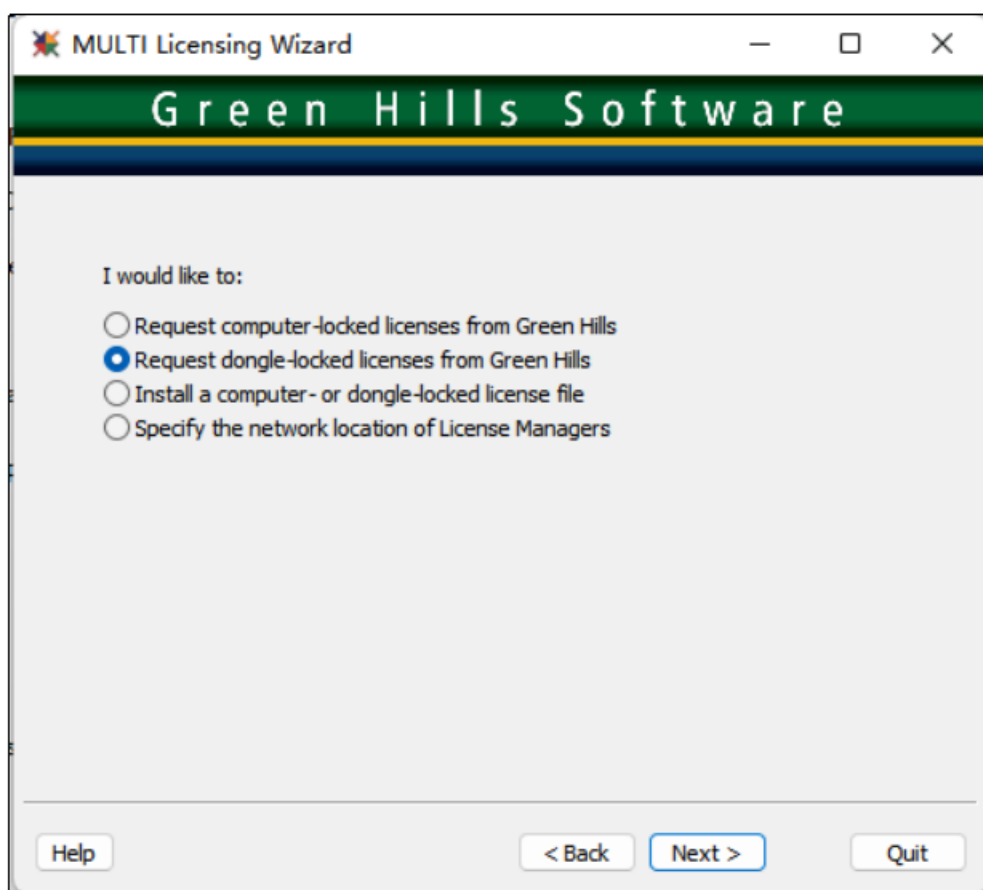 MULTI Licensing Wizard
Green Hills Software
I would like to:
Request computer-locked licenses from Green Hills
Request dongle-locked licenses from Green Hills
Install a computer- or dongle-locked license file
Specify the network location of License Managers
Help
< Back
Next >
Quit